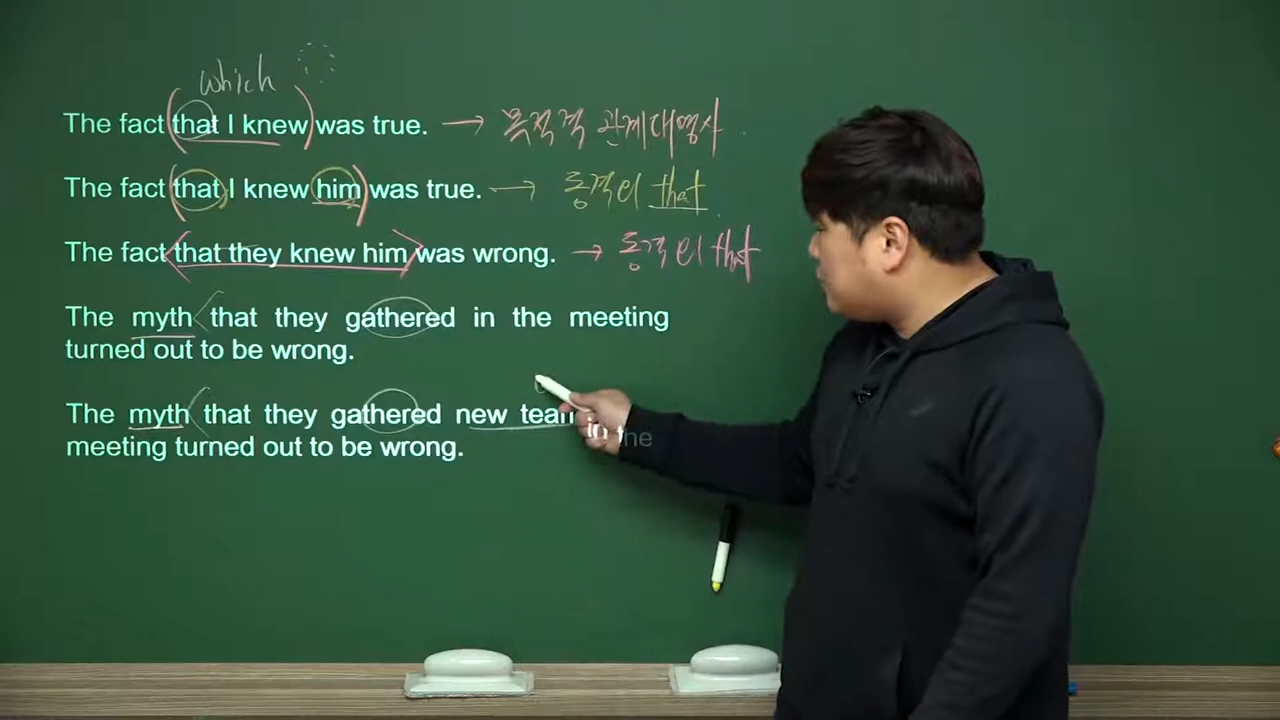 which
The fact (that I knew) was true. → 목적격 관계대명사
The fact (that I knew him) was true. → 동격의 that
The fact <that they knew him> was wrong. → 동격의 that
The myth < that they gathered in the meeting
turned out to be wrong.
The myth < that they gathered new team in the
meeting turned out to be wrong.